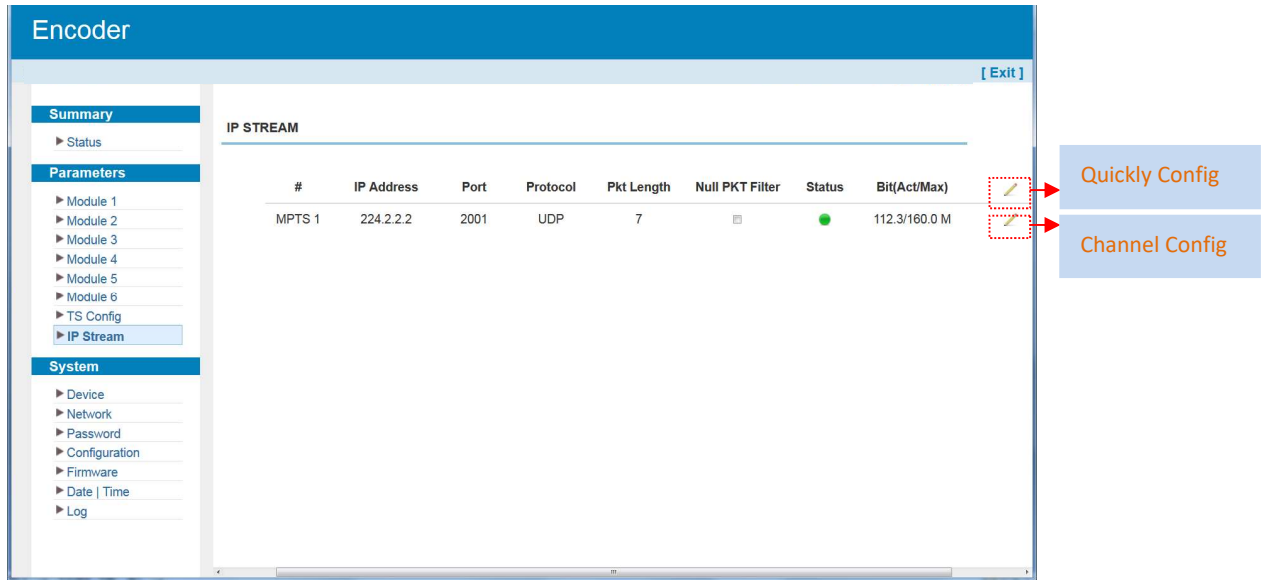 Encoder
[ Exit ]
Summary
Status
Parameters
Module 1
Module 2
Module 3
Module 4
Module 5
Module 6
TS Config
IP Stream
System
Device
Network
Password
Configuration
Firmware
Date | Time
Log
IP STREAM
# IP Address Port Protocol Pkt Length Null PKT Filter Status Bit(Act/Max)
MPTS 1 224.2.2.2 2001 UDP 7 112.3/160.0 M
Quickly Config
Channel Config